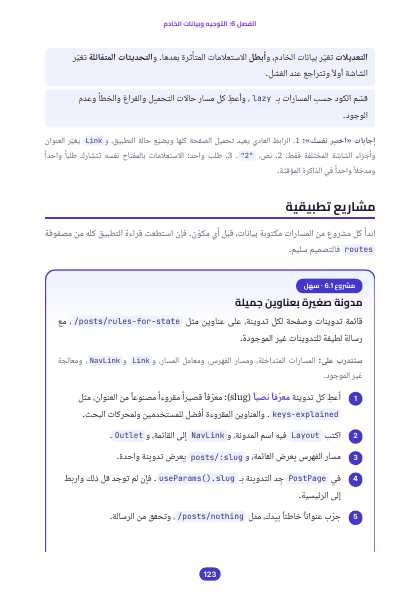 الفصل 6: التوجيه وبيانات الخادم
التعديلات تغيّر بيانات الخادم، وأبطل الاستعلامات المتأثرة بعدها. والتحديثات المتفائلة تغيّر
الشاشة أولاً وتتراجع عند الفشل.
قسّم الكود حسب المسارات بـ lazy، وأعطِ كل مسار حالات التحميل والفراغ والخطأ وعدم
الوجود.
إجابات «اختبر نفسك»: 1. الرابط العادي يعيد تحميل الصفحة كلها ويضيّع حالة التطبيق، و Link يغيّر العنوان
وأجزاء الشاشة المختلفة فقط. 2. نص، "2". 3. طلب واحد: الاستعلامات بالمفتاح نفسه تتشارك طلباً واحداً
ومدخلاً واحداً في الذاكرة المؤقتة.
مشاريع تطبيقية
ابدأ كل مشروع من المسارات مكتوبة بيانات، قبل أي مكوّن. فإن استطعت قراءة التطبيق كله من مصفوفة
routes فالتصميم سليم.
مشروع 6.1 · سهل
مدونة صغيرة بعناوين جميلة
قائمة تدوينات وصفحة لكل تدوينة، على عناوين مثل /posts/rules-for-state، مع
رسالة لطيفة للتدوينات غير الموجودة.
ستتدرب على: المسارات المتداخلة، ومسار الفهرس، ومعامل المسار، و Link و NavLink، ومعالجة
غير الموجود.
1 أعطِ كل تدوينة معرّفاً نصياً (slug): معرّفاً قصيراً مقروءاً مصنوعاً من العنوان، مثل
keys-explained. والعناوين المقروءة أفضل للمستخدمين ولمحركات البحث.
2 اكتب Layout فيه اسم المدونة، و NavLink إلى القائمة، و Outlet.
3 مسار الفهرس يعرض القائمة، و posts/:slug يعرض تدوينة واحدة.
4 في PostPage جد التدوينة بـ useParams().slug. فإن لم توجد قل ذلك واربط
إلى الرئيسية.
5 جرّب عنواناً خاطئاً بيدك، مثل /posts/nothing، وتحقق من الرسالة.
123